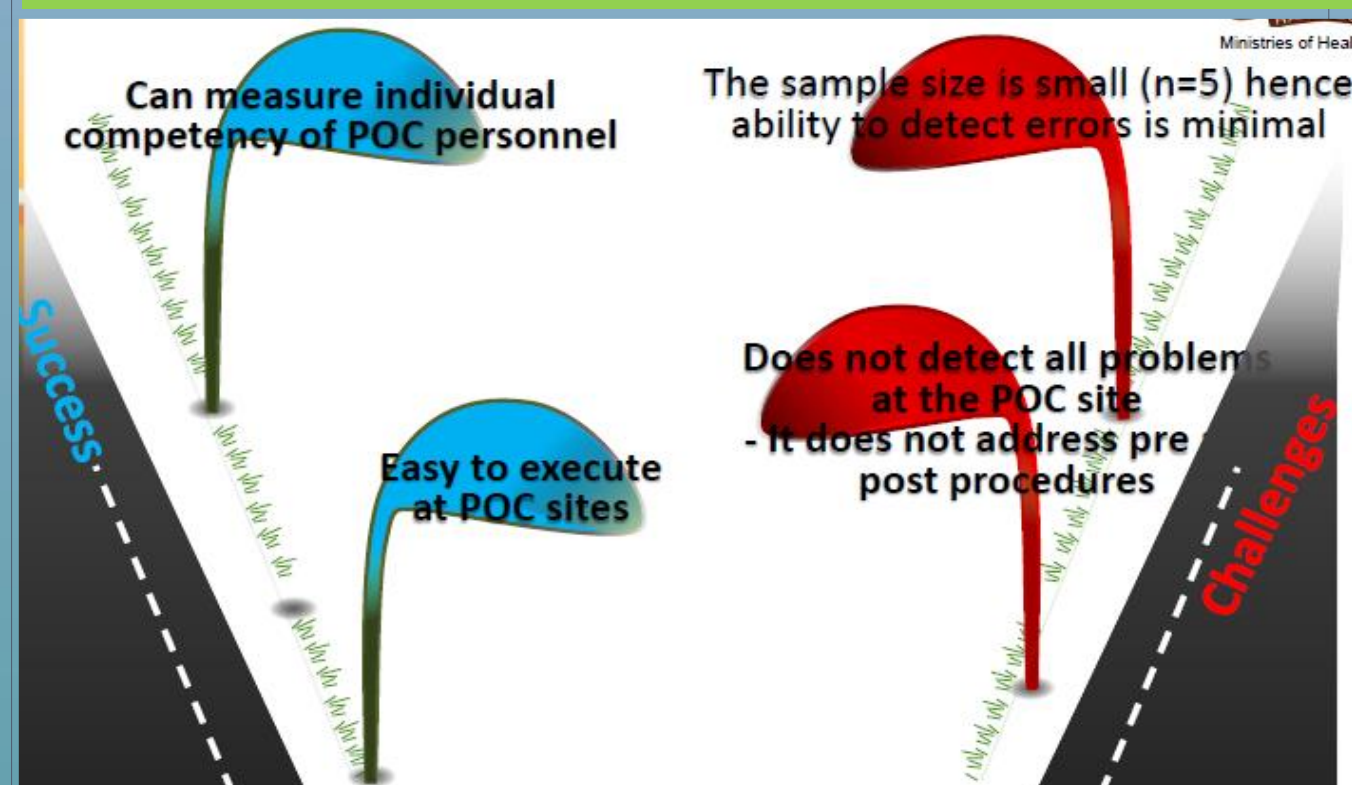 Ministries of Heal
Can measure individual
competency of POC personnel
The sample size is small (n=5) hence
ability to detect errors is minimal
Success
Easy to execute
at POC sites
Does not detect all problems
at the POC site
- It does not address pre
post procedures
Challenges